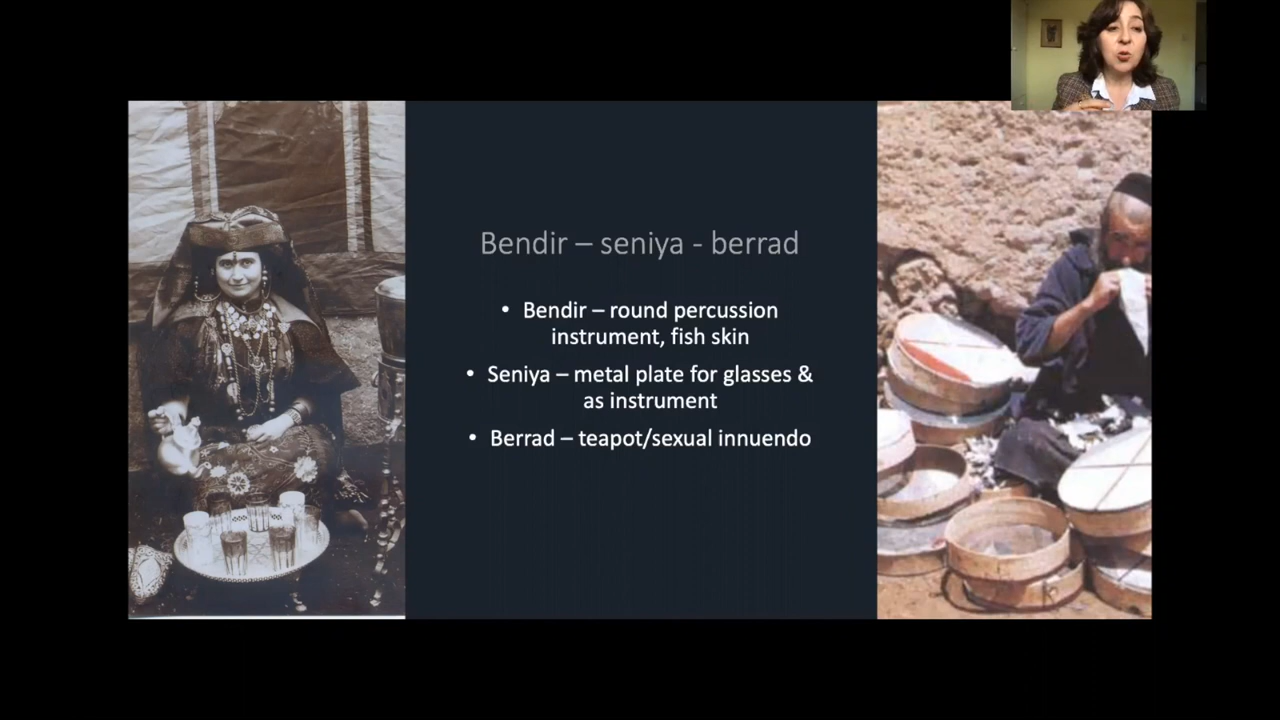 Bendir – seniya - berrad
• Bendir – round percussion
instrument, fish skin
• Seniya – metal plate for glasses &
as instrument
• Berrad – teapot/sexual innuendo